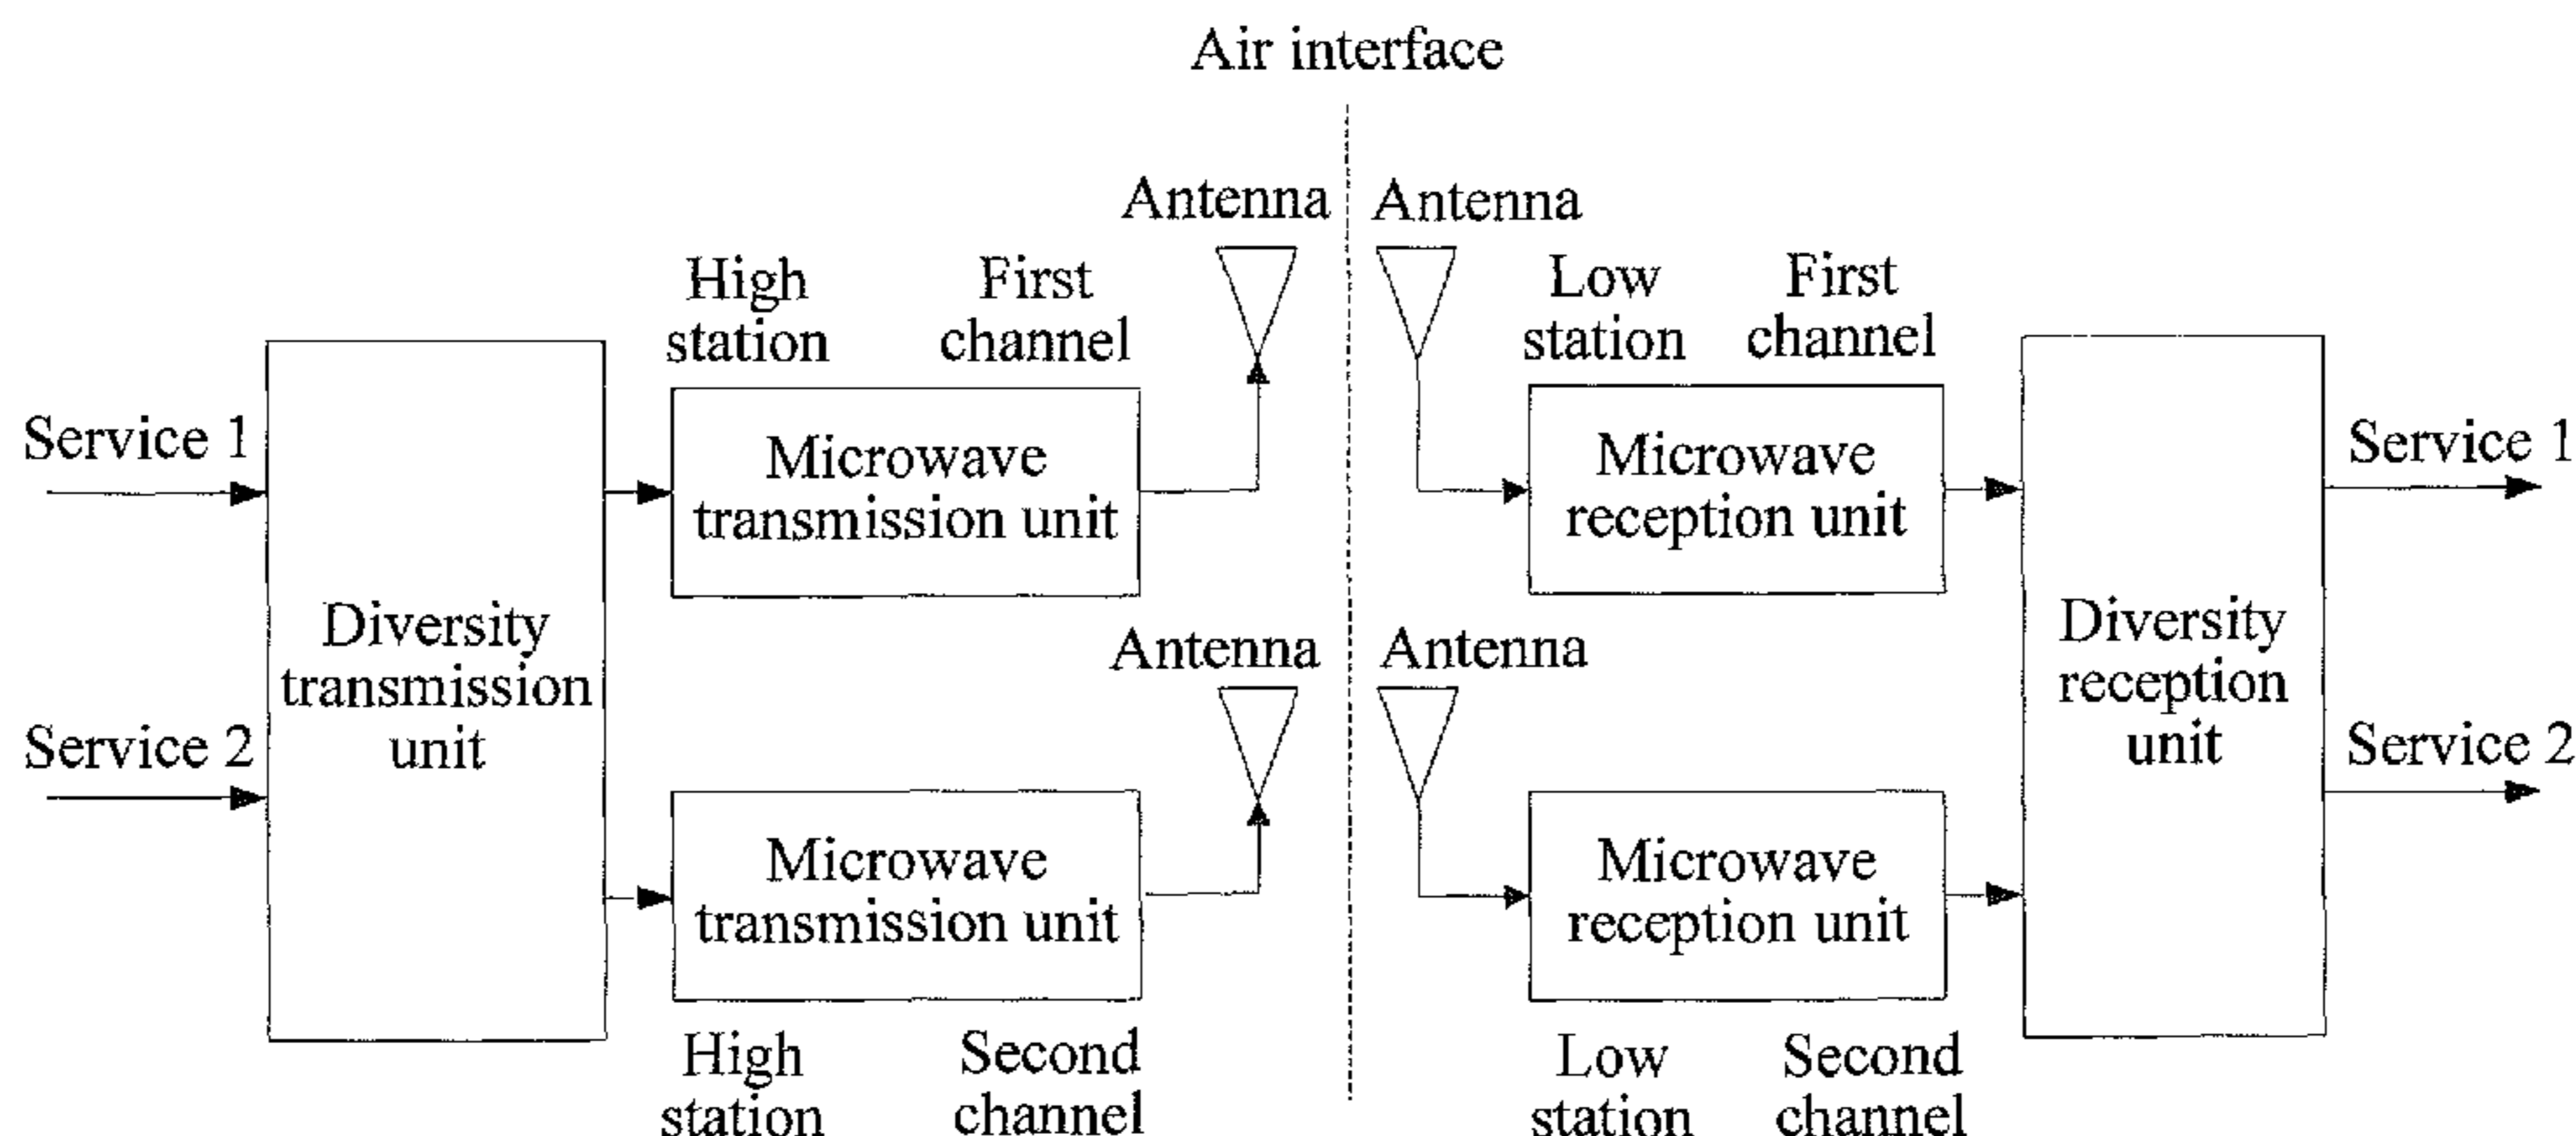 Air interface
Antenna
Antenna
High
station
First
channel
Low
station
First
channel
Service 1
Microwave
transmission unit
Microwave
reception unit
Service 1
Diversity
transmission
unit
Antenna
Antenna
Diversity
reception
unit
Service 2
Service 2
Microwave
transmission unit
Microwave
reception unit
High
station
Second
channel
Low
station
Second
channel